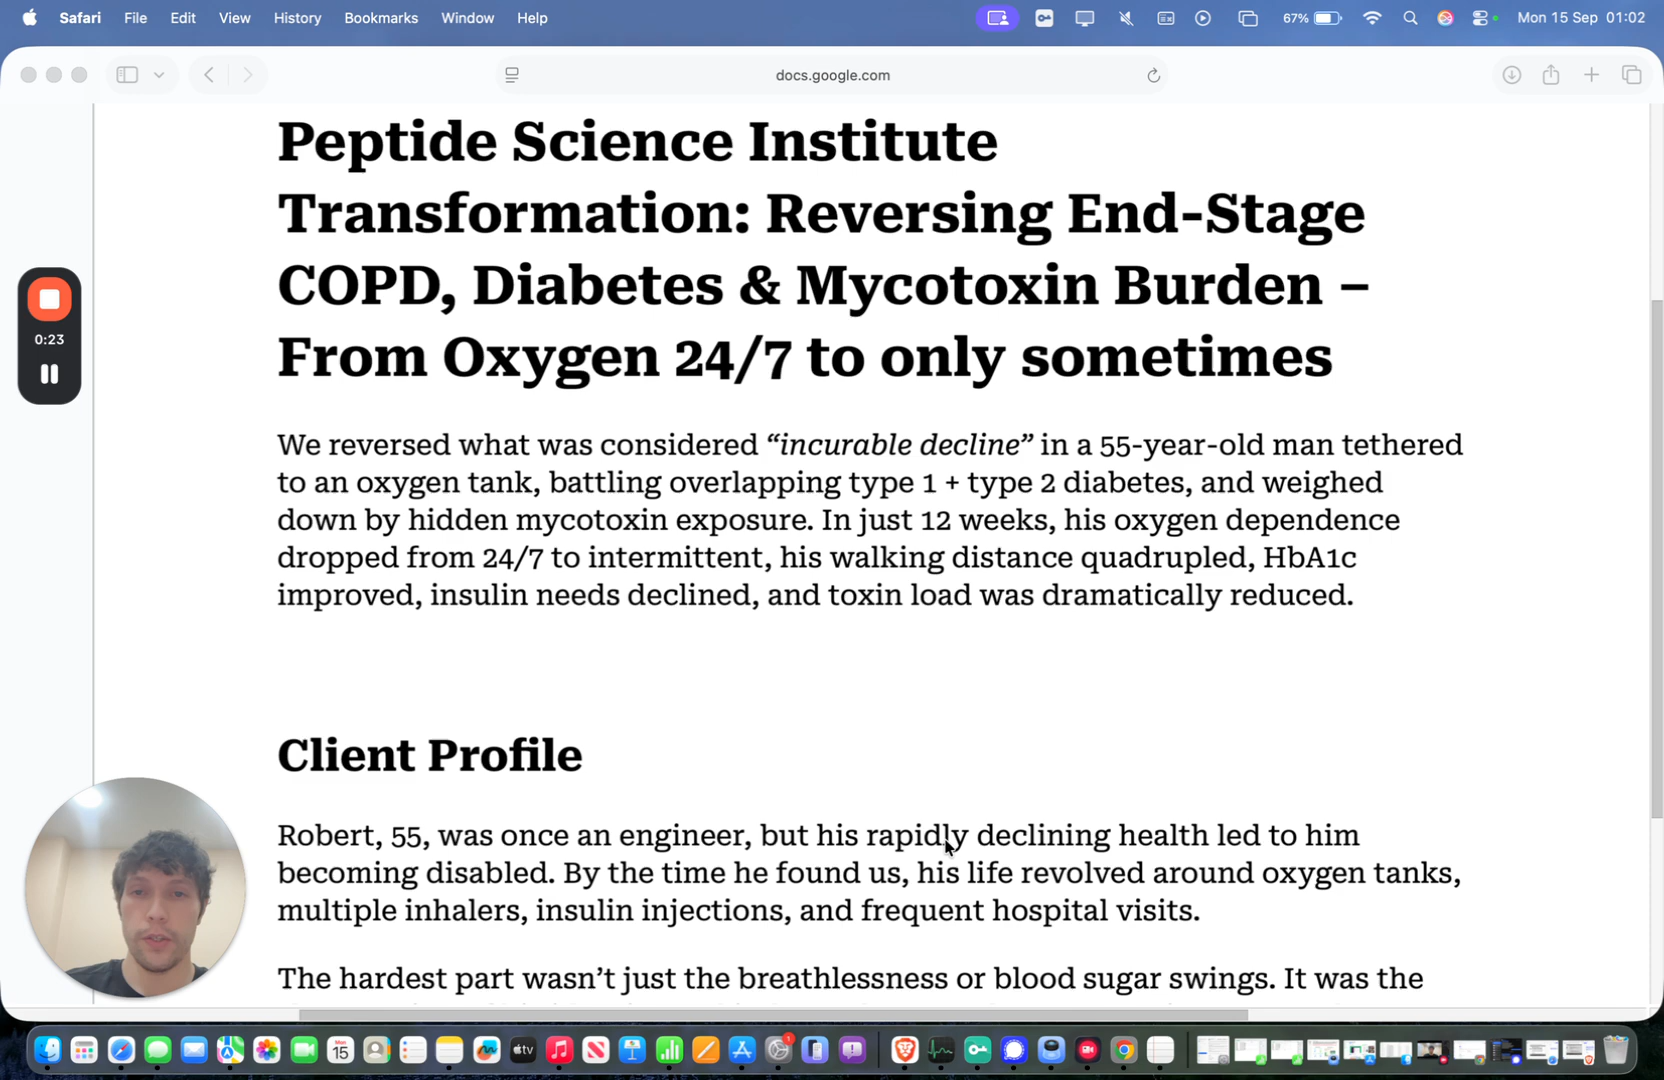 Safari File Edit View History Bookmarks Window Help 67% Mon 15 Sep 01:02
docs.google.com
Peptide Science Institute
Transformation: Reversing End-Stage
COPD, Diabetes & Mycotoxin Burden –
From Oxygen 24/7 to only sometimes
0:23
We reversed what was considered “incurable decline” in a 55-year-old man tethered
to an oxygen tank, battling overlapping type 1 + type 2 diabetes, and weighed
down by hidden mycotoxin exposure. In just 12 weeks, his oxygen dependence
dropped from 24/7 to intermittent, his walking distance quadrupled, HbA1c
improved, insulin needs declined, and toxin load was dramatically reduced.
Client Profile
Robert, 55, was once an engineer, but his rapidly declining health led to him
becoming disabled. By the time he found us, his life revolved around oxygen tanks,
multiple inhalers, insulin injections, and frequent hospital visits.
The hardest part wasn’t just the breathlessness or blood sugar swings. It was the
Mon
15
tv
1